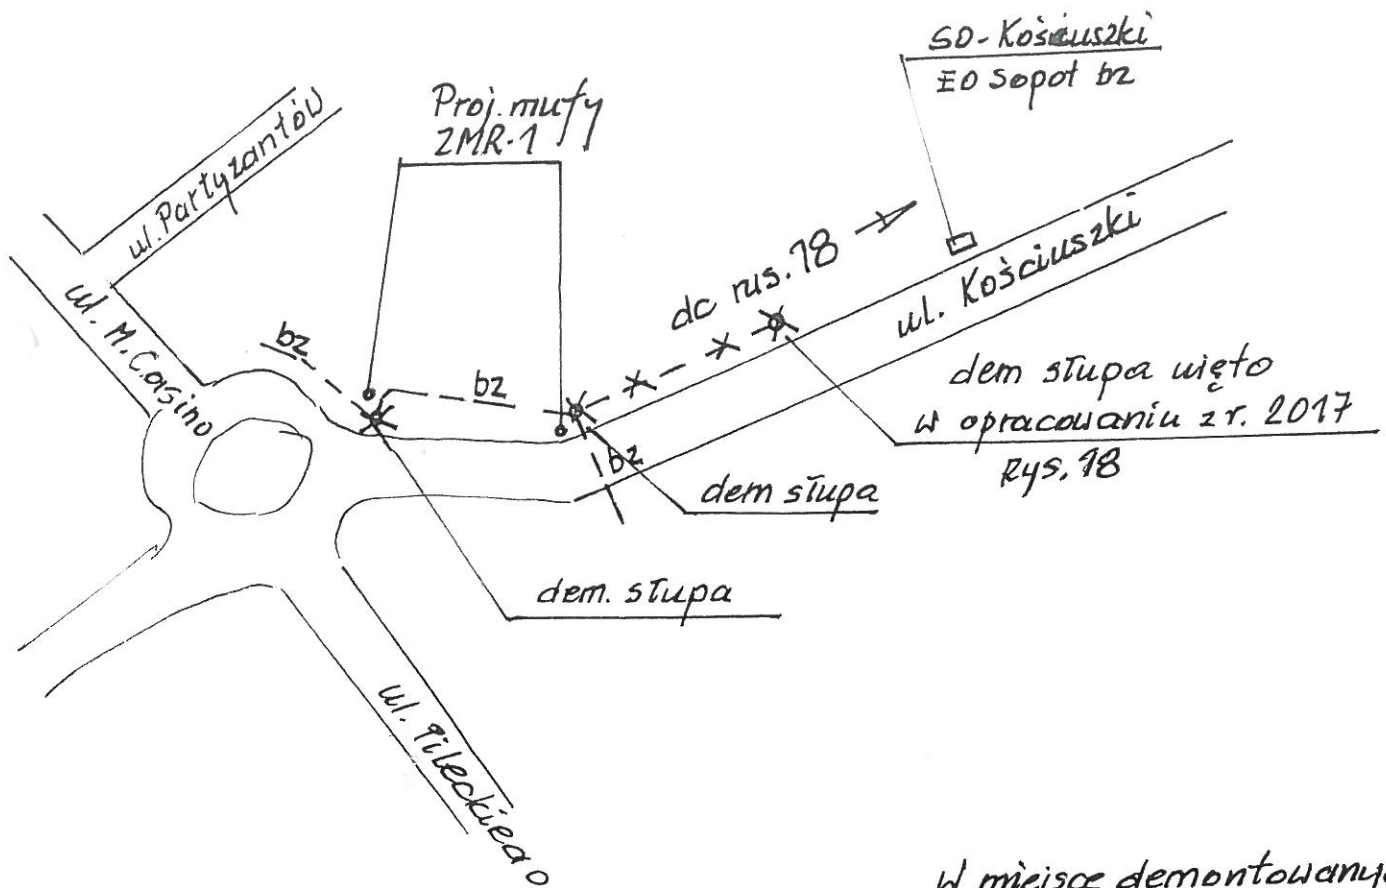 SO-Kościuszki
EO Sopot bz
Proj. mufy
ZMR-1
ul. Partyzantów
ul. M. Casino
bz
bz
bz
dc rys. 18
ul. Kościuszki
dem słupa ujęto
w opracowaniu z r. 2017
Rys. 18
dem słupa
dem. słupa
ul. Pileckiego
W miejsce demontowany